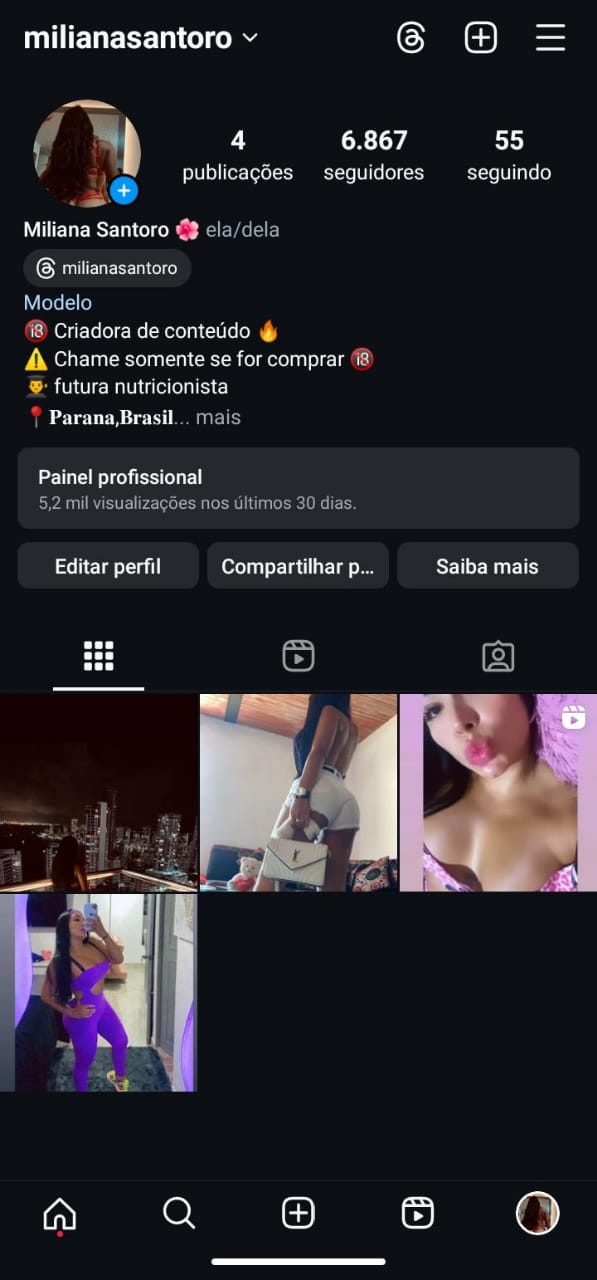 milianasantoro
4
publicações
6.867
seguidores
55
seguindo
Miliana Santoro 🌺 ela/dela
milianasantoro
Modelo
🔞 Criadora de conteúdo 🔥
⚠️ Chame somente se for comprar 🔞
👨‍🎓 futura nutricionista
📍𝐏𝐚𝐫𝐚𝐧𝐚,𝐁𝐫𝐚𝐬𝐢𝐥... mais
Painel profissional
5,2 mil visualizações nos últimos 30 dias.
Editar perfil
Compartilhar p...
Saiba mais